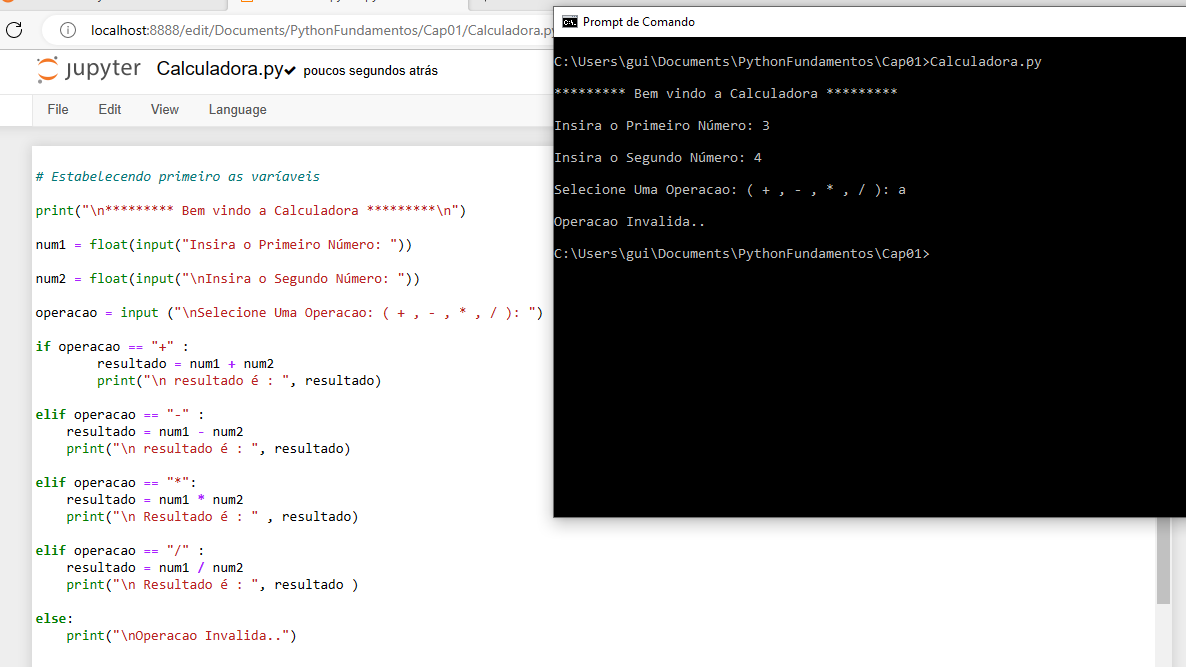 localhost:8888/edit/Documents/PythonFundamentos/Cap01/Calculadora.py
jupyter Calculadora.py✔ poucos segundos atrás
File Edit View Language
# Estabelecendo primeiro as varíaveis
print("\n********* Bem vindo a Calculadora *********\n")
num1 = float(input("Insira o Primeiro Número: "))
num2 = float(input("\nInsira o Segundo Número: "))
operacao = input ("\nSelecione Uma Operacao: ( + , - , * , / ): ")
if operacao == "+" :
        resultado = num1 + num2
        print("\n resultado é : ", resultado)
elif operacao == "-" :
    resultado = num1 - num2
    print("\n resultado é : ", resultado)
elif operacao == "*":
    resultado = num1 * num2
    print("\n Resultado é : " , resultado)
elif operacao == "/" :
    resultado = num1 / num2
    print("\n Resultado é : ", resultado )
else:
    print("\nOperacao Invalida..")
Prompt de Comando
C:\Users\gui\Documents\PythonFundamentos\Cap01>Calculadora.py
********* Bem vindo a Calculadora *********
Insira o Primeiro Número: 3
Insira o Segundo Número: 4
Selecione Uma Operacao: ( + , - , * , / ): a
Operacao Invalida..
C:\Users\gui\Documents\PythonFundamentos\Cap01>